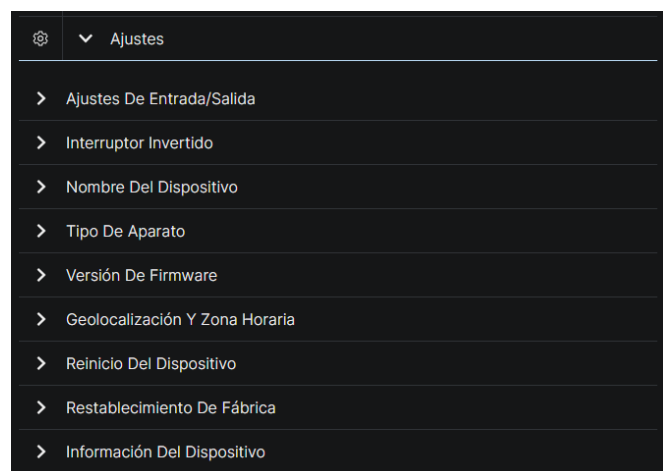 Ajustes
Ajustes De Entrada/Salida
Interruptor Invertido
Nombre Del Dispositivo
Tipo De Aparato
Versión De Firmware
Geolocalización Y Zona Horaria
Reinicio Del Dispositivo
Restablecimiento De Fábrica
Información Del Dispositivo